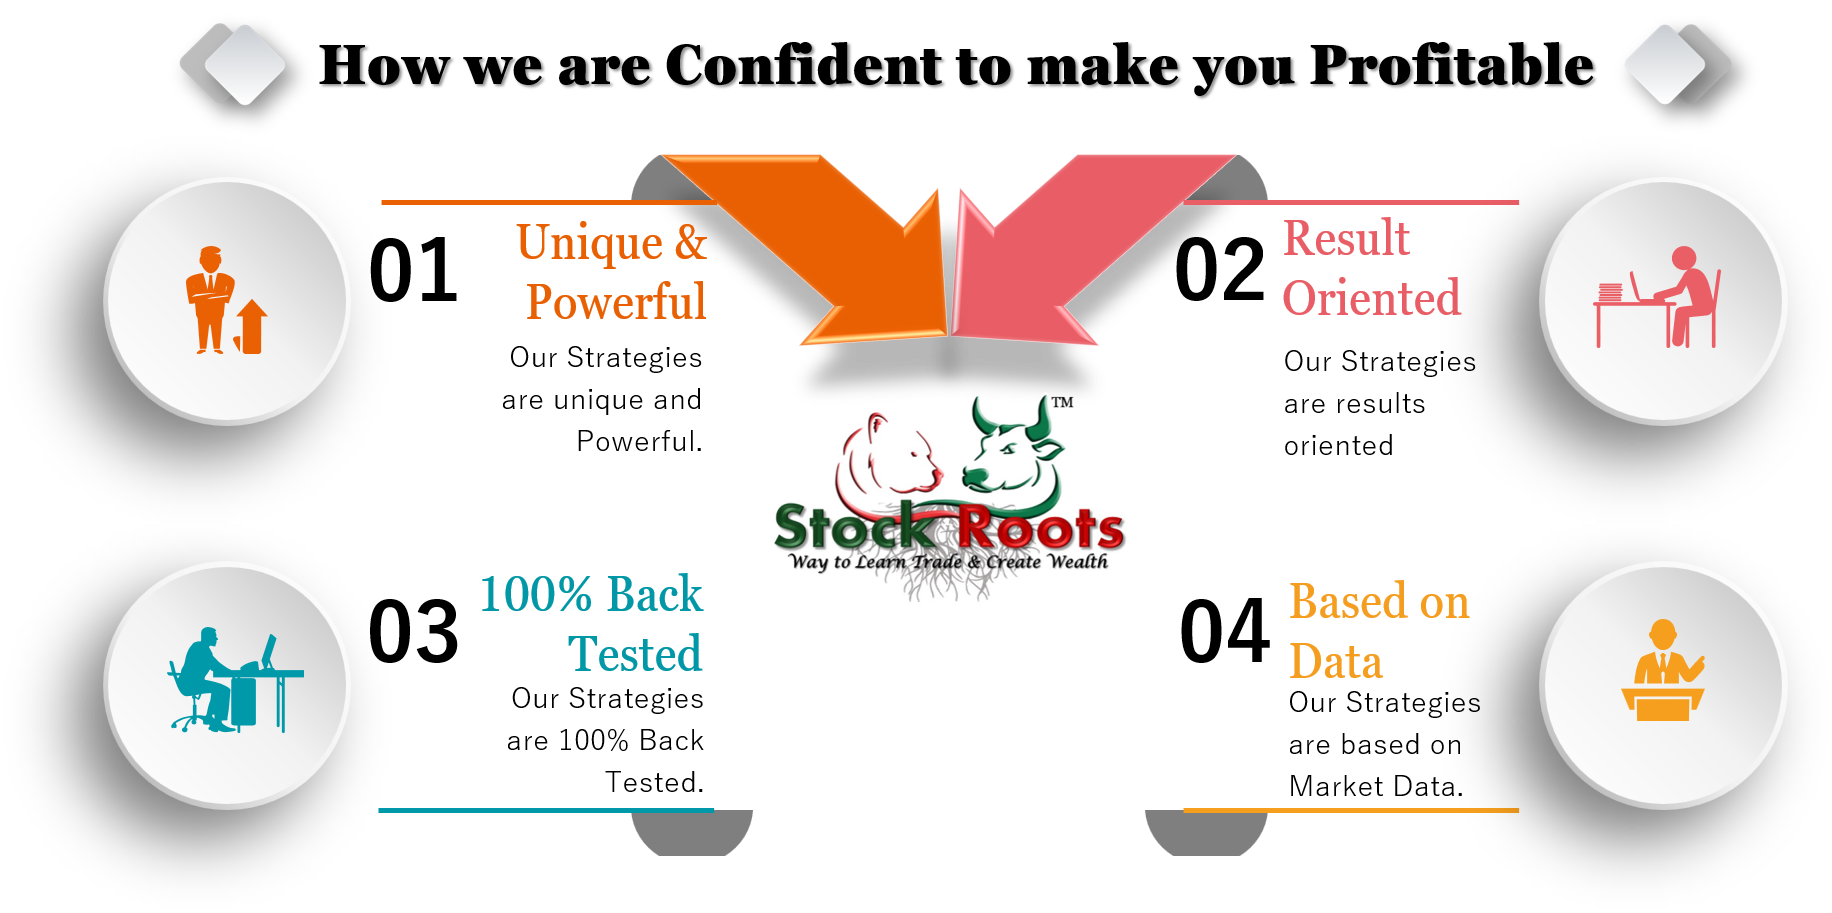 How we are Confident to make you Profitable
01
Unique &
Powerful
Our Strategies
are unique and
Powerful.
02
Result
Oriented
Our Strategies
are results
oriented
TM
Stock Roots
Way to Learn Trade & Create Wealth
03
100% Back
Tested
Our Strategies
are 100% Back
Tested.
04
Based on
Data
Our Strategies
are based on
Market Data.